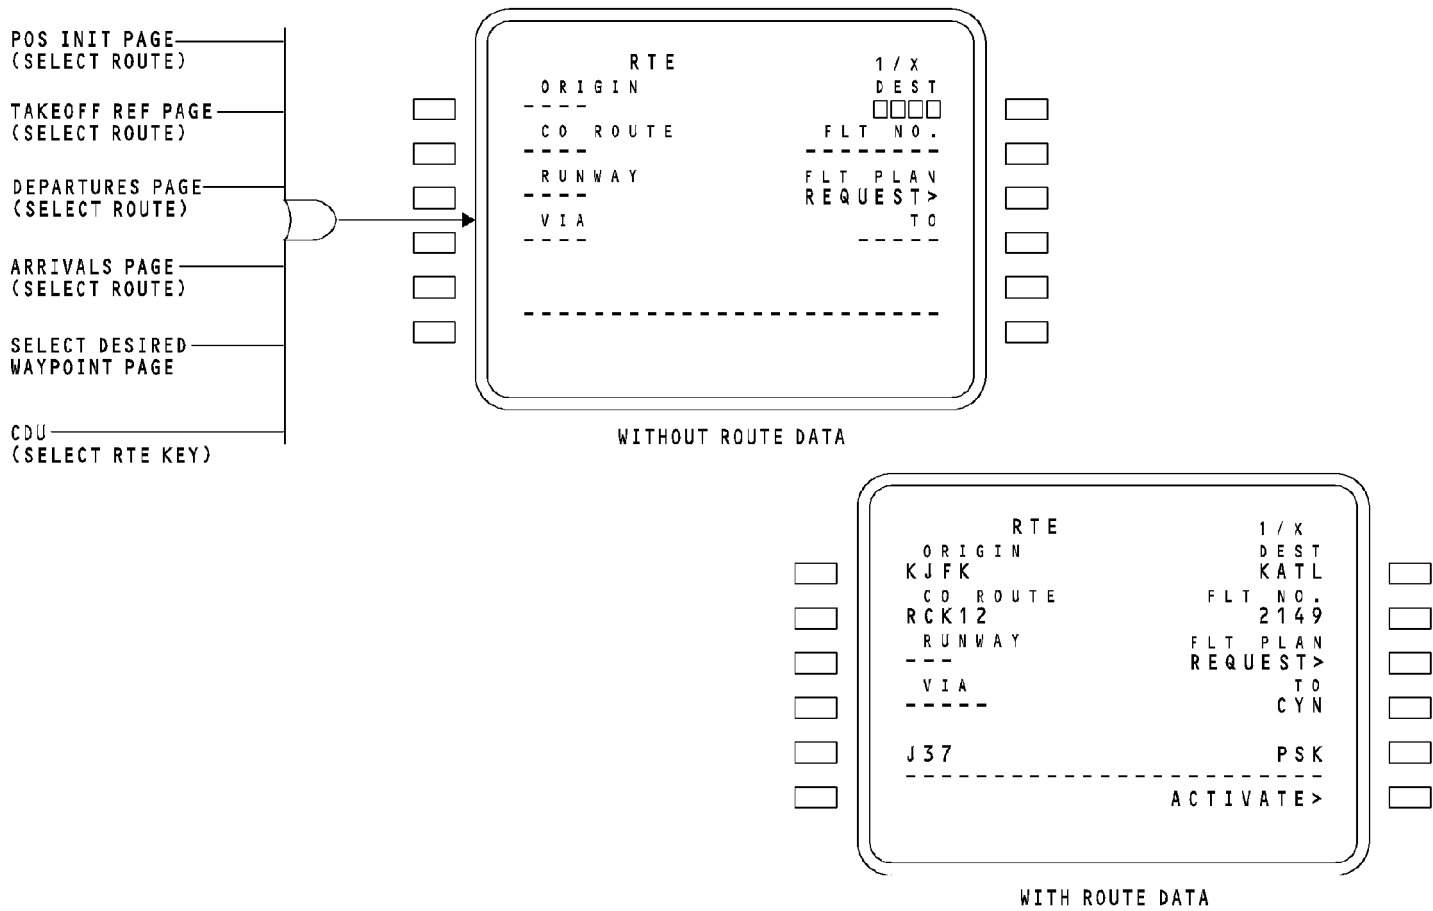 POS INIT PAGE
(SELECT ROUTE)
TAKEOFF REF PAGE
(SELECT ROUTE)
DEPARTURES PAGE
(SELECT ROUTE)
ARRIVALS PAGE
(SELECT ROUTE)
SELECT DESIRED
WAYPOINT PAGE
CDU
(SELECT RTE KEY)
RTE 1/X
ORIGIN DEST
---- □□□□
CO ROUTE FLT NO.
---- --------
RUNWAY FLT PLAN
---- REQUEST>
VIA TO
---- -----
------------------------
WITHOUT ROUTE DATA
RTE 1/X
ORIGIN DEST
KJFK KATL
CO ROUTE FLT NO.
RCK12 2149
RUNWAY FLT PLAN
--- REQUEST>
VIA TO
----- CYN
J37 PSK
------------------------
ACTIVATE>
WITH ROUTE DATA